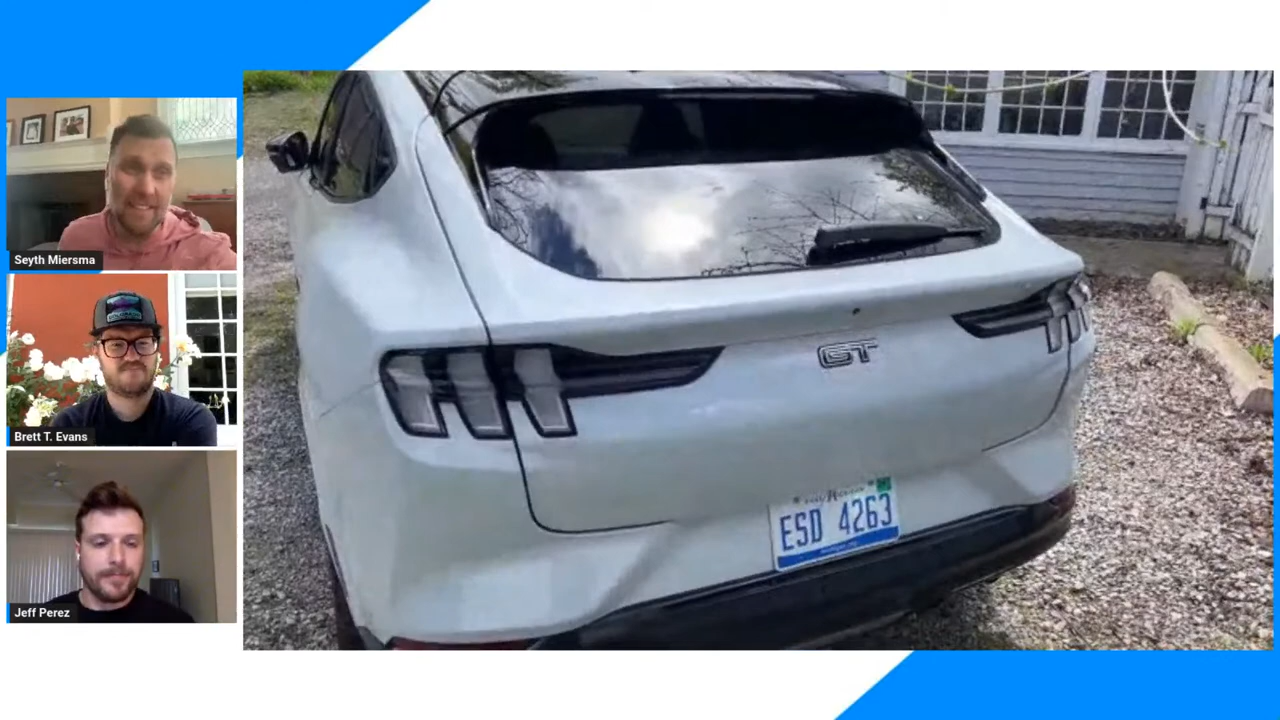 Seyth Miersma
Brett T. Evans
Jeff Perez
GT
ESD 4263